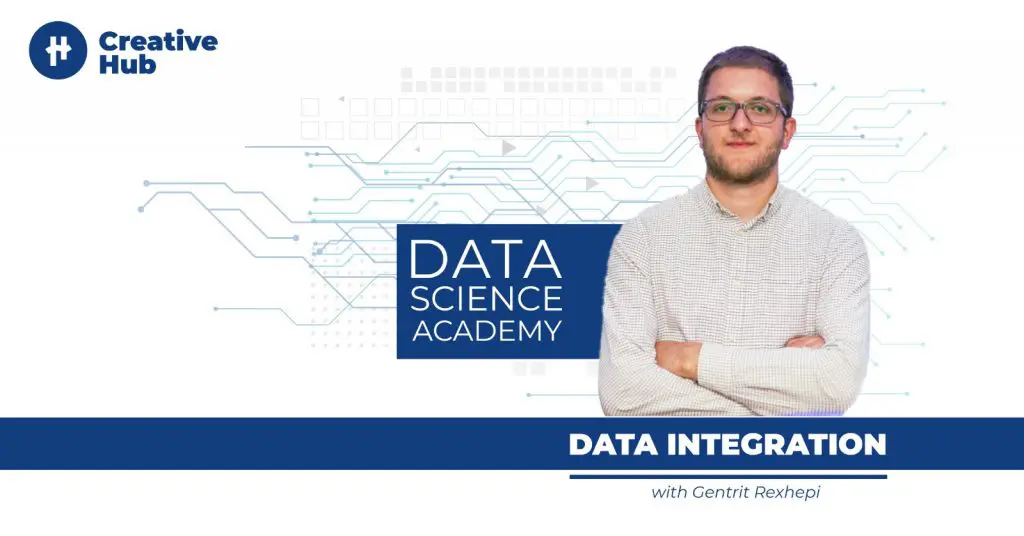 Creative
Hub
DATA
SCIENCE
ACADEMY
DATA INTEGRATION
with Gentrit Rexhepi